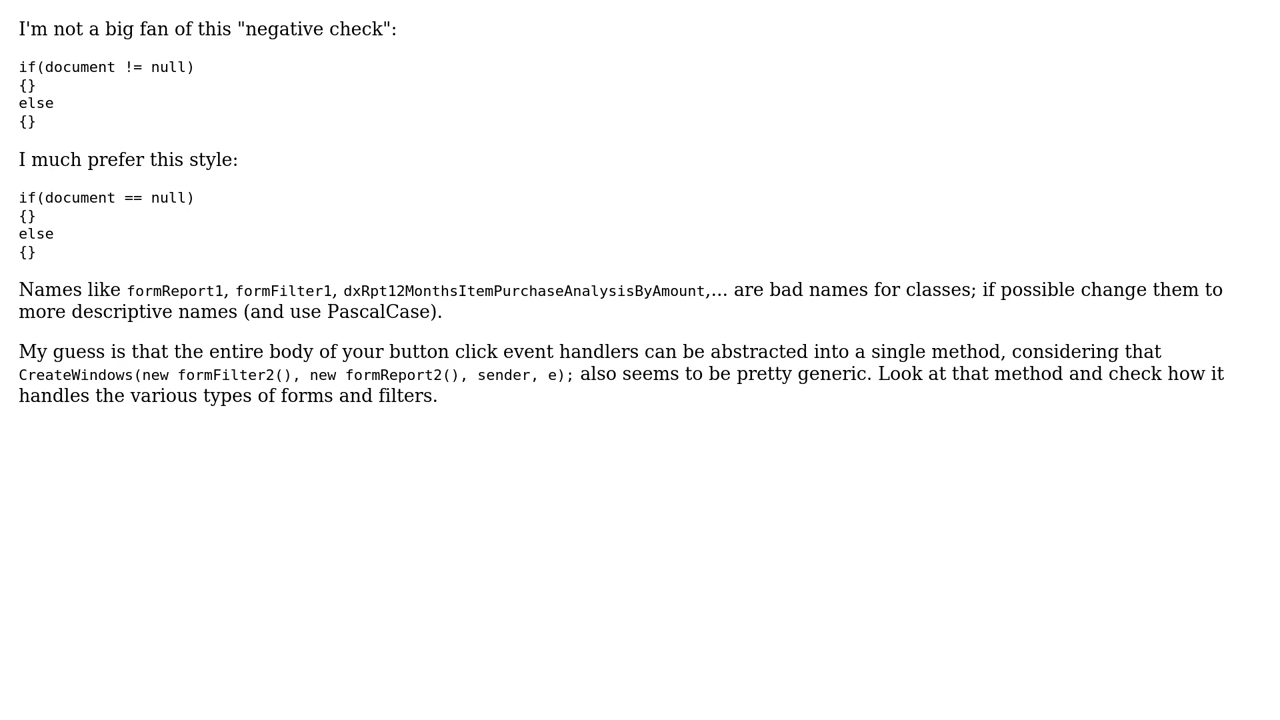 I'm not a big fan of this "negative check":
if(document != null)
{}
else
{}
I much prefer this style:
if(document == null)
{}
else
{}
Names like formReport1, formFilter1, dxRpt12MonthsItemPurchaseAnalysisByAmount,... are bad names for classes; if possible change them to
more descriptive names (and use PascalCase).
My guess is that the entire body of your button click event handlers can be abstracted into a single method, considering that
CreateWindows(new formFilter2(), new formReport2(), sender, e); also seems to be pretty generic. Look at that method and check how it
handles the various types of forms and filters.